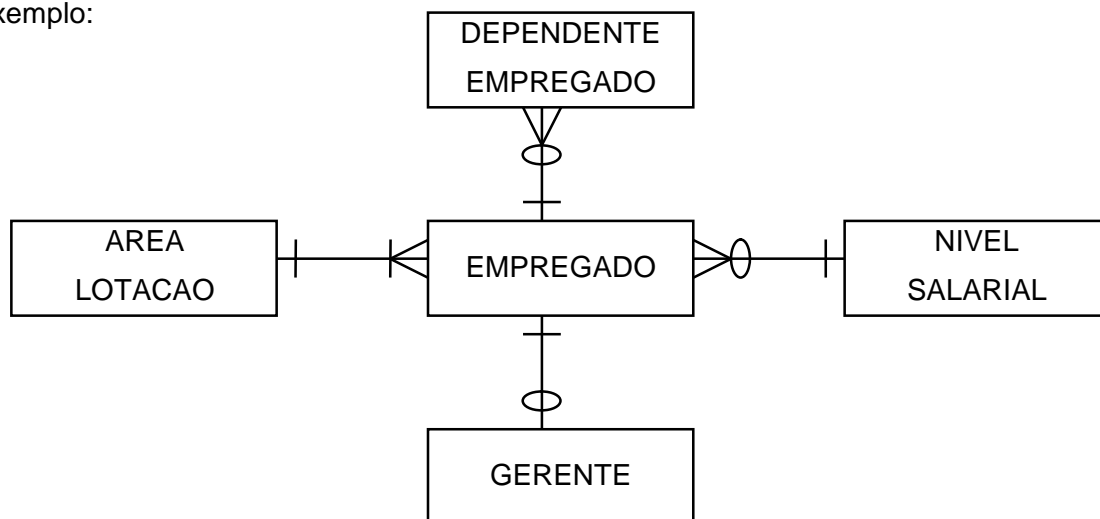 xemplo:
DEPENDENTE
EMPREGADO
AREA
LOTACAO
EMPREGADO
NIVEL
SALARIAL
GERENTE